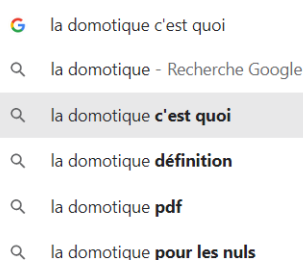 la domotique c'est quoi
la domotique - Recherche Google
la domotique c'est quoi
la domotique définition
la domotique pdf
la domotique pour les nuls